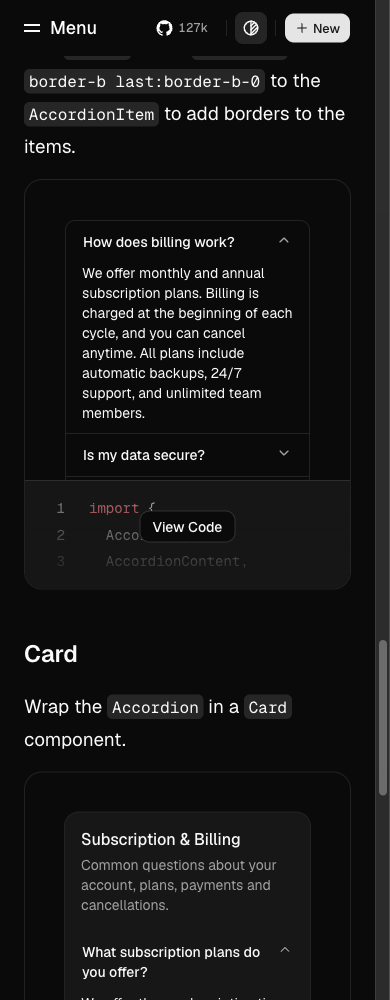 Menu
127k
New
border-b last:border-b-0 to the
AccordionItem to add borders to the
items.
How does billing work?
We offer monthly and annual
subscription plans. Billing is
charged at the beginning of each
cycle, and you can cancel
anytime. All plans include
automatic backups, 24/7
support, and unlimited team
members.
Is my data secure?
1 import {
View Code
2 Acco
3 AccordionContent,
Card
Wrap the Accordion in a Card
component.
Subscription & Billing
Common questions about your
account, plans, payments and
cancellations.
What subscription plans do
you offer?